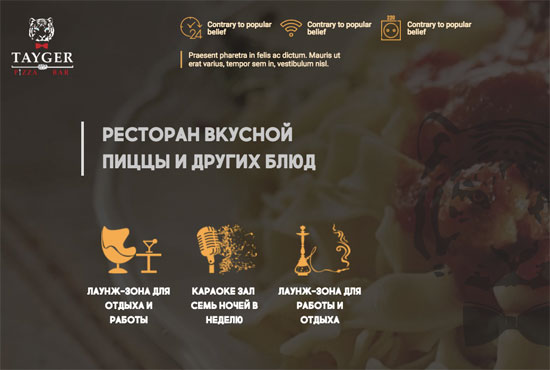 TAYGER
PIZZA BAR
24
Contrary to popular
belief
Contrary to popular
belief
220
Contrary to popular
belief
Praesent pharetra in felis ac dictum. Mauris ut
erat varius, tempor sem in, vestibulum nisl.
РЕСТОРАН ВКУСНОЙ
ПИЦЦЫ И ДРУГИХ БЛЮД
ЛАУНЖ-ЗОНА ДЛЯ
ОТДЫХА И
РАБОТЫ
КАРАОКЕ ЗАЛ
СЕМЬ НОЧЕЙ В
НЕДЕЛЮ
ЛАУНЖ-ЗОНА ДЛЯ
РАБОТЫ И
ОТДЫХА